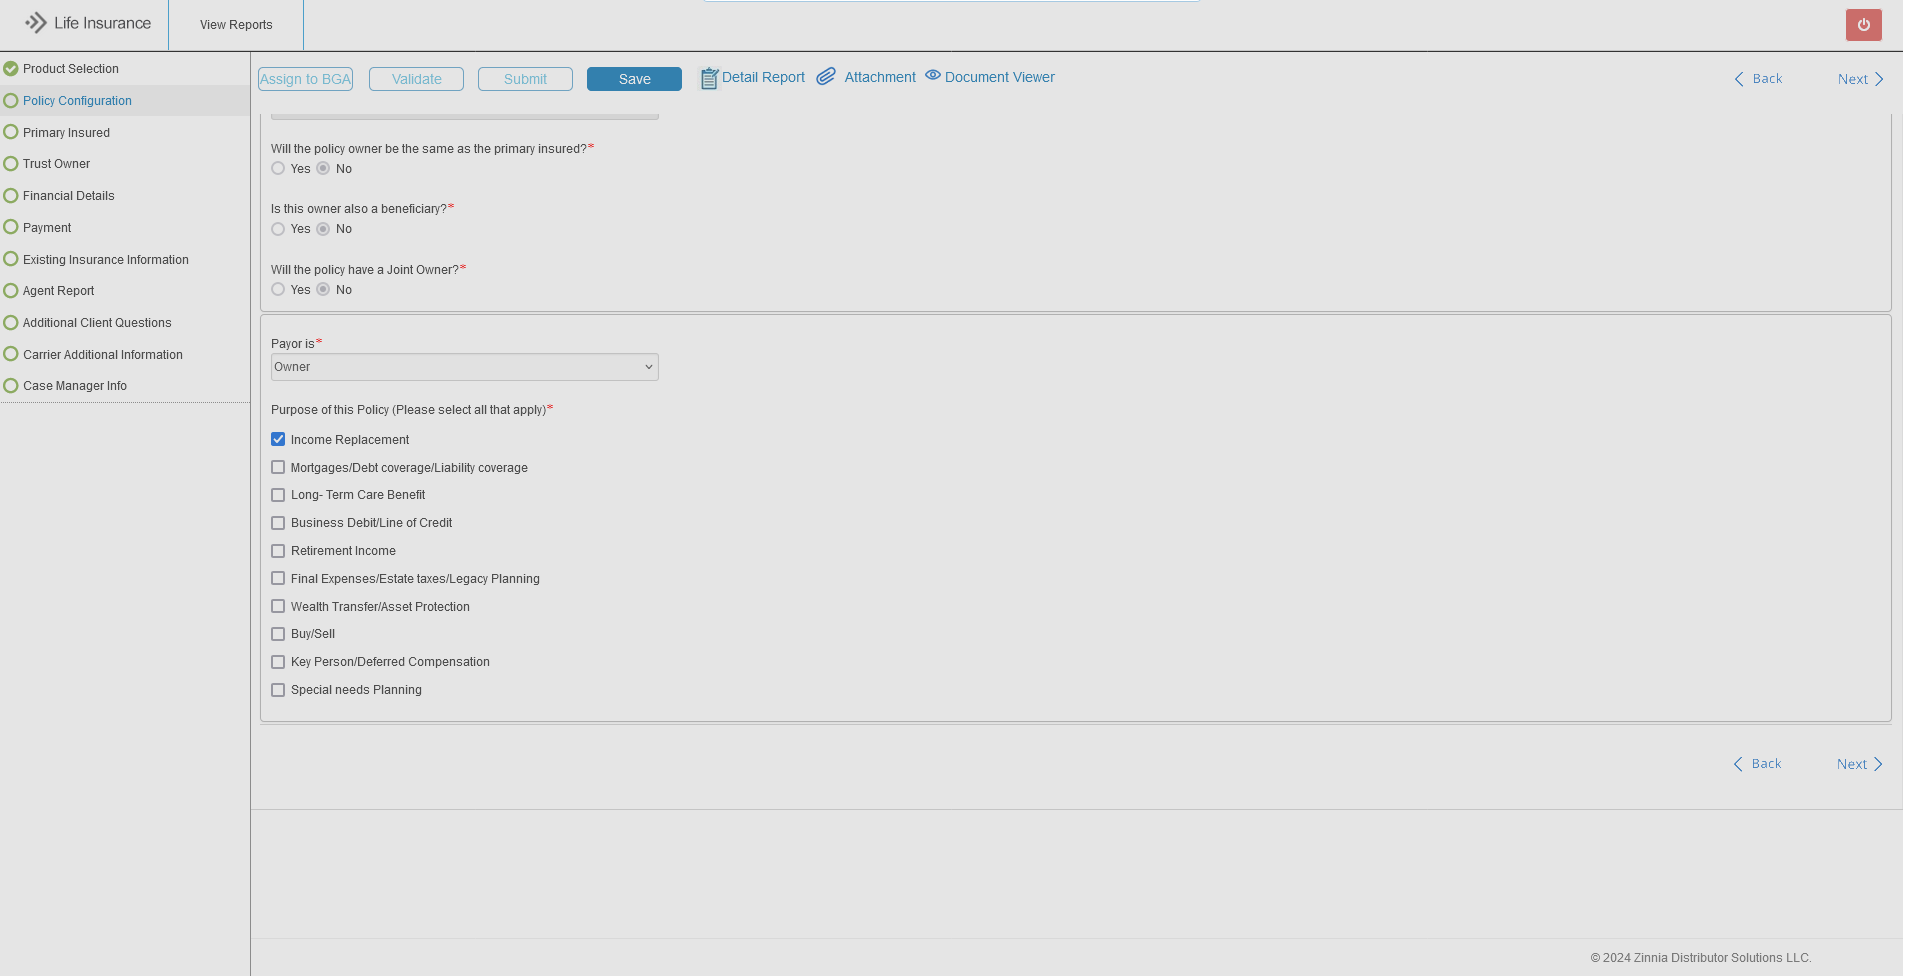 Life Insurance
View Reports
Product Selection
Policy Configuration
Primary Insured
Trust Owner
Financial Details
Payment
Existing Insurance Information
Agent Report
Additional Client Questions
Carrier Additional Information
Case Manager Info
Assign to BGA
Validate
Submit
Save
Detail Report
Attachment
Document Viewer
Back
Next
Will the policy owner be the same as the primary insured?*
Yes No
Is this owner also a beneficiary?*
Yes No
Will the policy have a Joint Owner?*
Yes No
Payor is*
Owner
Purpose of this Policy (Please select all that apply)*
Income Replacement
Mortgages/Debt coverage/Liability coverage
Long- Term Care Benefit
Business Debit/Line of Credit
Retirement Income
Final Expenses/Estate taxes/Legacy Planning
Wealth Transfer/Asset Protection
Buy/Sell
Key Person/Deferred Compensation
Special needs Planning
Back
Next
© 2024 Zinnia Distributor Solutions LLC.